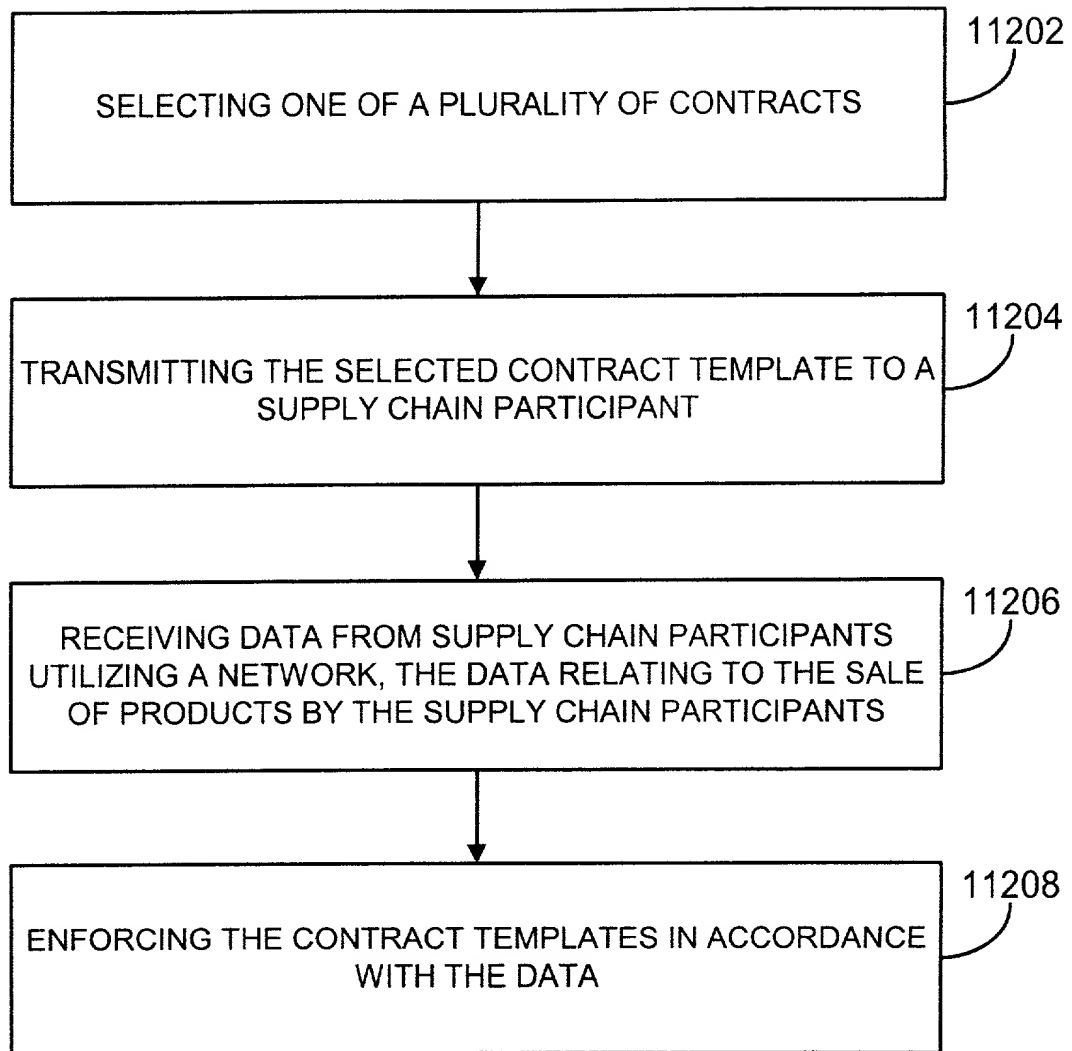 11202
SELECTING ONE OF A PLURALITY OF CONTRACTS
11204
TRANSMITTING THE SELECTED CONTRACT TEMPLATE TO A
SUPPLY CHAIN PARTICIPANT
11206
RECEIVING DATA FROM SUPPLY CHAIN PARTICIPANTS
UTILIZING A NETWORK, THE DATA RELATING TO THE SALE
OF PRODUCTS BY THE SUPPLY CHAIN PARTICIPANTS
11208
ENFORCING THE CONTRACT TEMPLATES IN ACCORDANCE
WITH THE DATA